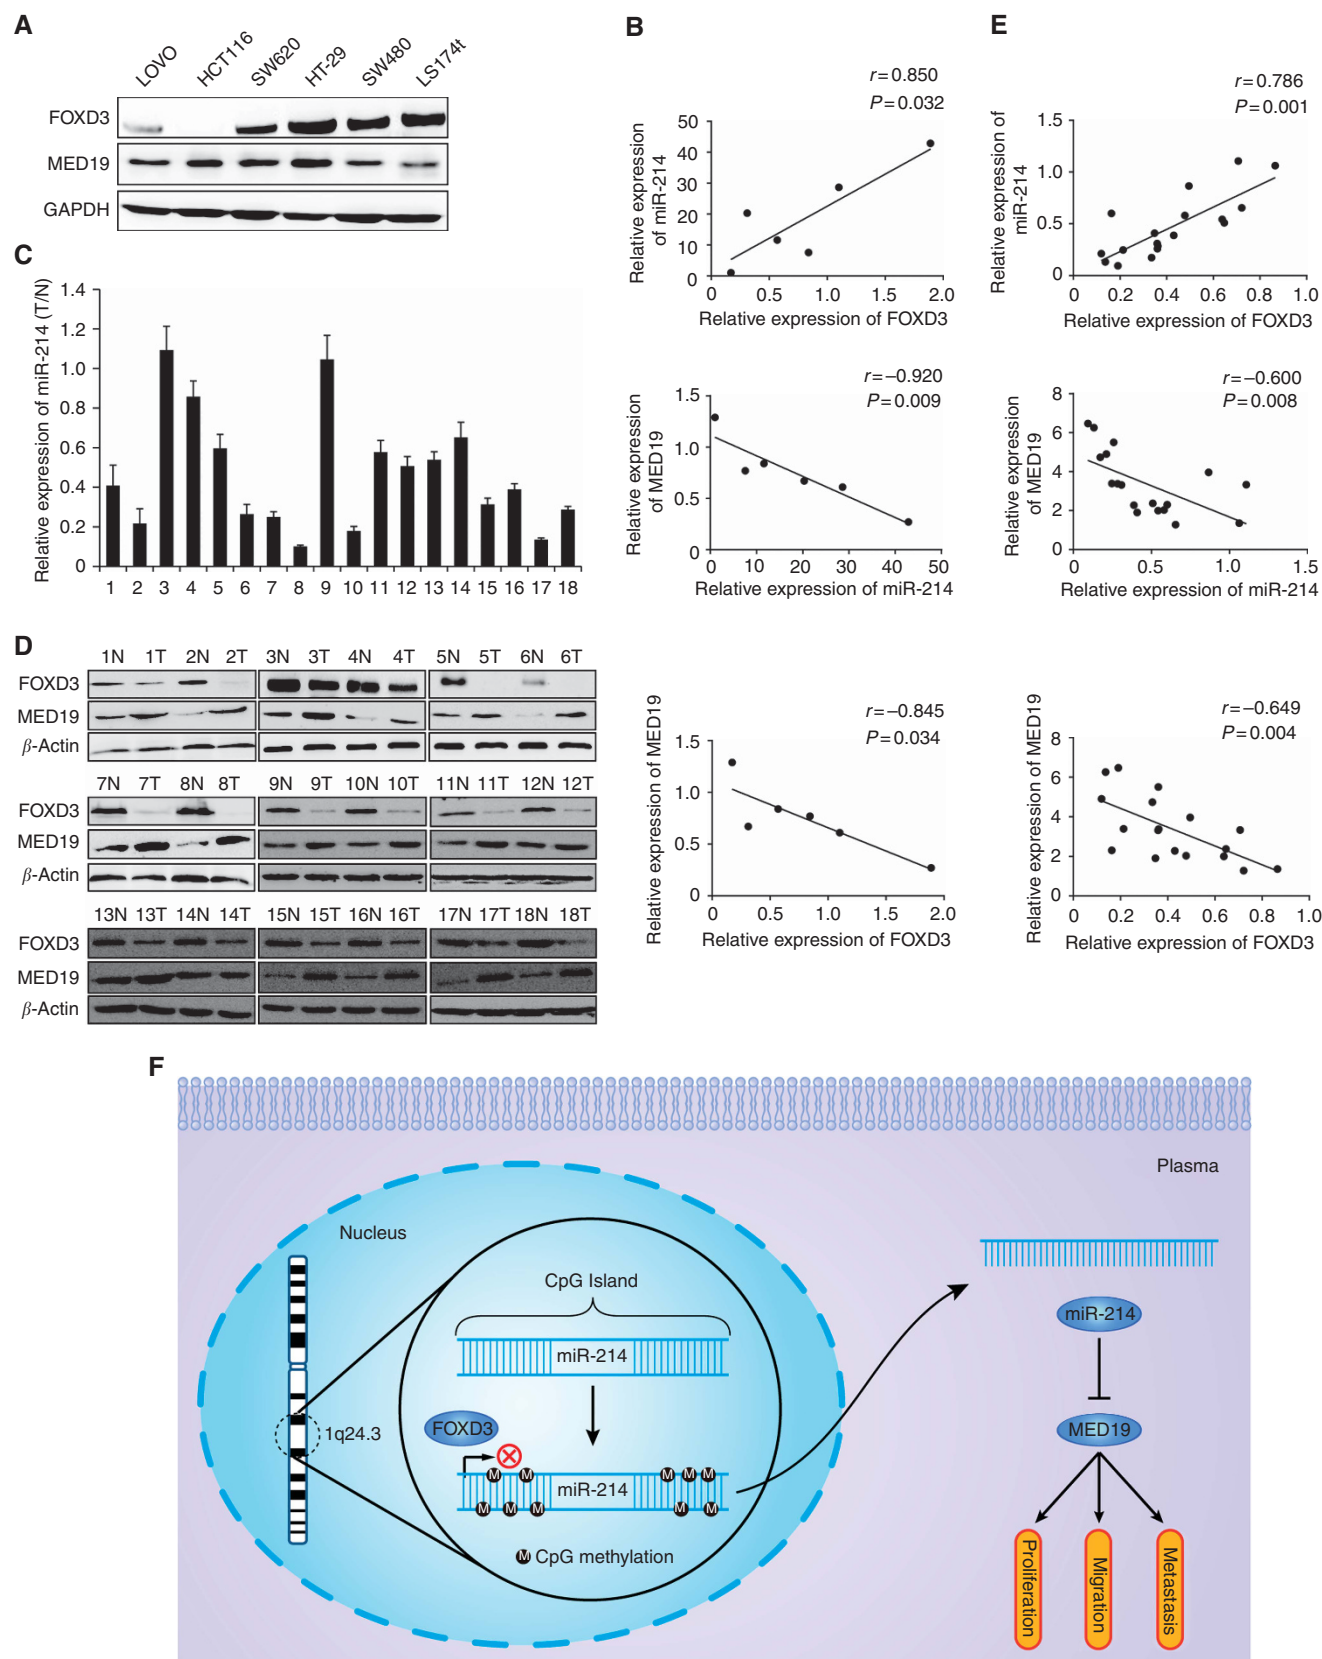 A
LOVO HCT116 SW620 HT-29 SW480 LS174t
FOXD3
MED19
GAPDH
B
r=0.850
P=0.032
50
40
30
20
10
0
Relative expression
of miR-214
0 0.5 1.0 1.5 2.0
Relative expression of FOXD3
r=−0.920
P=0.009
1.5
1.0
0.5
0
Relative expression
of MED19
0 10 20 30 40 50
Relative expression of miR-214
r=−0.845
P=0.034
1.5
1.0
0.5
0
Relative expression of MED19
0 0.5 1.0 1.5 2.0
Relative expression of FOXD3
C
Relative expression of miR-214 (T/N)
1.4
1.2
1.0
0.8
0.6
0.4
0.2
0
1 2 3 4 5 6 7 8 9 10 11 12 13 14 15 16 17 18
D
1N 1T 2N 2T 3N 3T 4N 4T 5N 5T 6N 6T
FOXD3
MED19
β-Actin
7N 7T 8N 8T 9N 9T 10N 10T 11N 11T 12N 12T
FOXD3
MED19
β-Actin
13N 13T 14N 14T 15N 15T 16N 16T 17N 17T 18N 18T
FOXD3
MED19
β-Actin
E
r=0.786
P=0.001
1.5
1.0
0.5
0
Relative expression of
miR-214
0 0.2 0.4 0.6 0.8 1.0
Relative expression of FOXD3
r=−0.600
P=0.008
8
6
4
2
0
Relative expression
of MED19
0 0.5 1.0 1.5
Relative expression of miR-214
r=−0.649
P=0.004
8
6
4
2
0
Relative expression of MED19
0 0.2 0.4 0.6 0.8 1.0
Relative expression of FOXD3
F
Plasma
Nucleus
CpG Island
miR-214
1q24.3
FOXD3
M M M M M
miR-214
M M M M M
M CpG methylation
miR-214
MED19
Proliferation
Migration
Metastasis